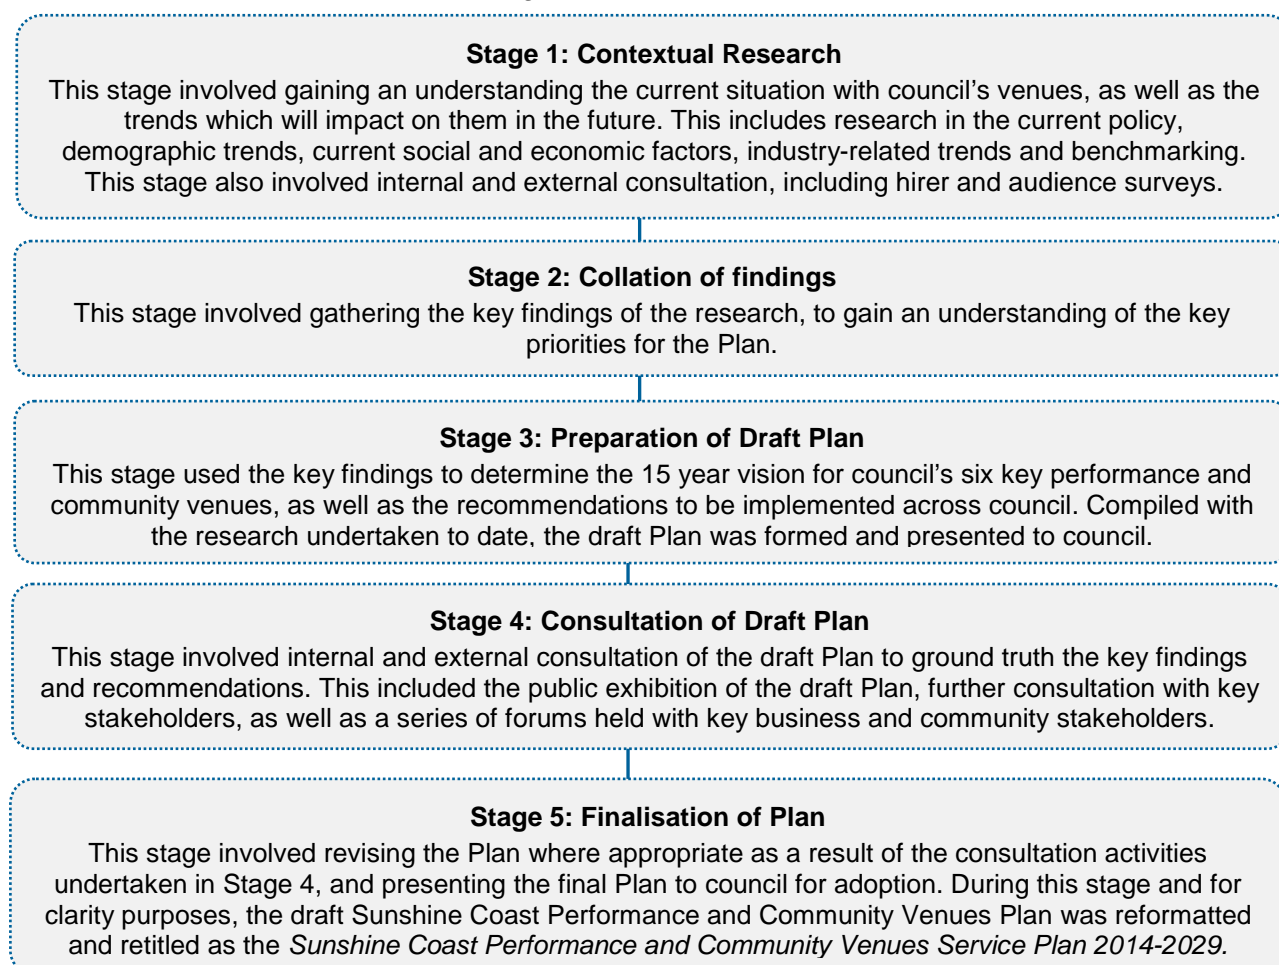 Stage 1: Contextual Research
This stage involved gaining an understanding the current situation with council's venues, as well as the
trends which will impact on them in the future. This includes research in the current policy,
demographic trends, current social and economic factors, industry-related trends and benchmarking.
This stage also involved internal and external consultation, including hirer and audience surveys.
Stage 2: Collation of findings
This stage involved gathering the key findings of the research, to gain an understanding of the key
priorities for the Plan.
Stage 3: Preparation of Draft Plan
This stage used the key findings to determine the 15 year vision for council's six key performance and
community venues, as well as the recommendations to be implemented across council. Compiled with
the research undertaken to date, the draft Plan was formed and presented to council.
Stage 4: Consultation of Draft Plan
This stage involved internal and external consultation of the draft Plan to ground truth the key findings
and recommendations. This included the public exhibition of the draft Plan, further consultation with key
stakeholders, as well as a series of forums held with key business and community stakeholders.
Stage 5: Finalisation of Plan
This stage involved revising the Plan where appropriate as a result of the consultation activities
undertaken in Stage 4, and presenting the final Plan to council for adoption. During this stage and for
clarity purposes, the draft Sunshine Coast Performance and Community Venues Plan was reformatted
and retitled as the Sunshine Coast Performance and Community Venues Service Plan 2014-2029.